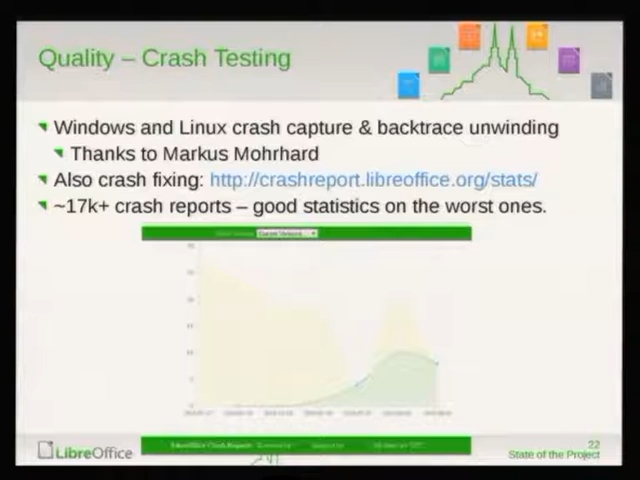 Quality – Crash Testing
Windows and Linux crash capture & backtrace unwinding
Thanks to Markus Mohrhard
Also crash fixing: http://crashreport.libreoffice.org/stats/
~17k+ crash reports – good statistics on the worst ones.
LibreOffice
22
State of the Project